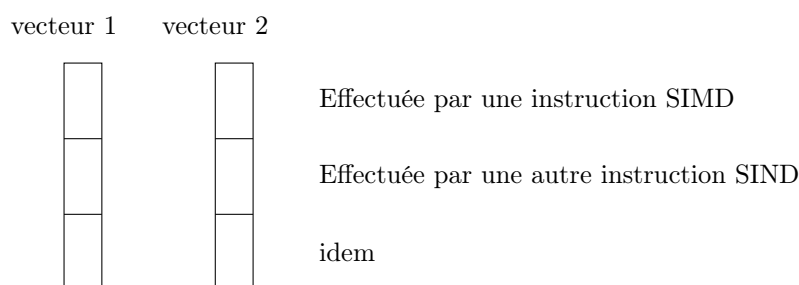 vecteur 1 vecteur 2
Effectuée par une instruction SIMD
Effectuée par une autre instruction SIND
idem